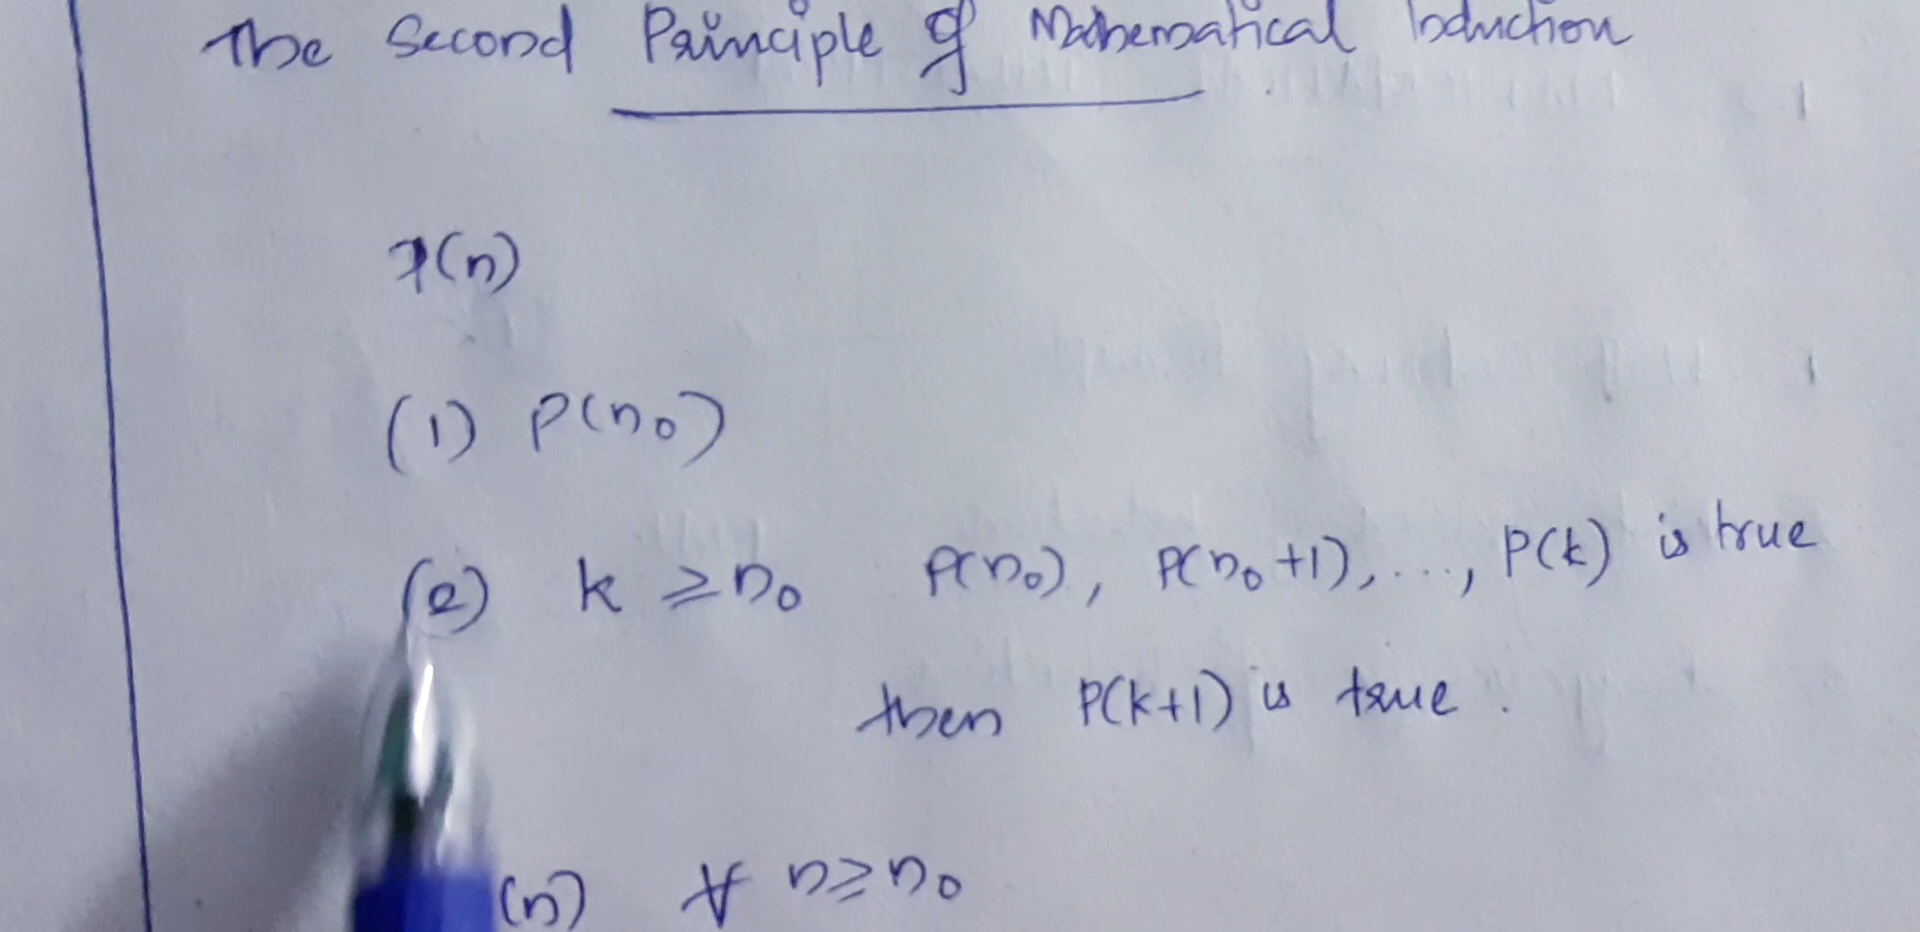 The Second Principle of Mathematical Induction
P(n)
(1) P(n₀)
(2) k ≥ n₀ P(n₀), P(n₀+1), ..., P(k) is true
then P(k+1) is true.
(n) ∀ n ≥ n₀